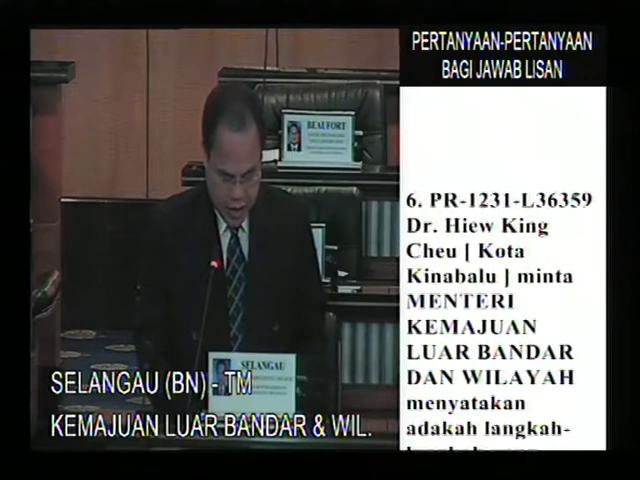 PERTANYAAN-PERTANYAAN
BAGI JAWAB LISAN
BEAUFORT
6. PR-1231-L36359
Dr. Hiew King
Cheu | Kota
Kinabalu | minta
MENTERI
KEMAJUAN
LUAR BANDAR
DAN WILAYAH
menyatakan
adakah langkah-
SELANGAU
SELANGAU (BN) - TM
KEMAJUAN LUAR BANDAR & WIL.